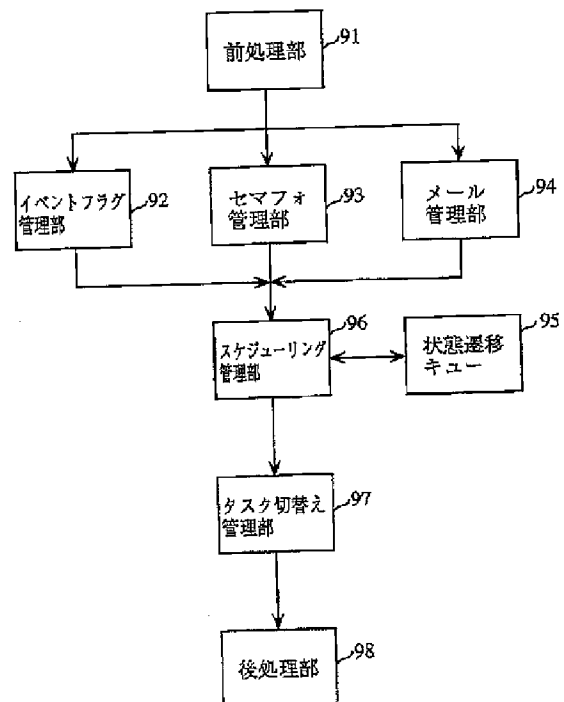 前処理部
91
イベントフラグ
管理部
92
セマフォ
管理部
93
メール
管理部
94
スケジューリング
管理部
96
状態遷移
キュー
95
タスク切替え
管理部
97
後処理部
98